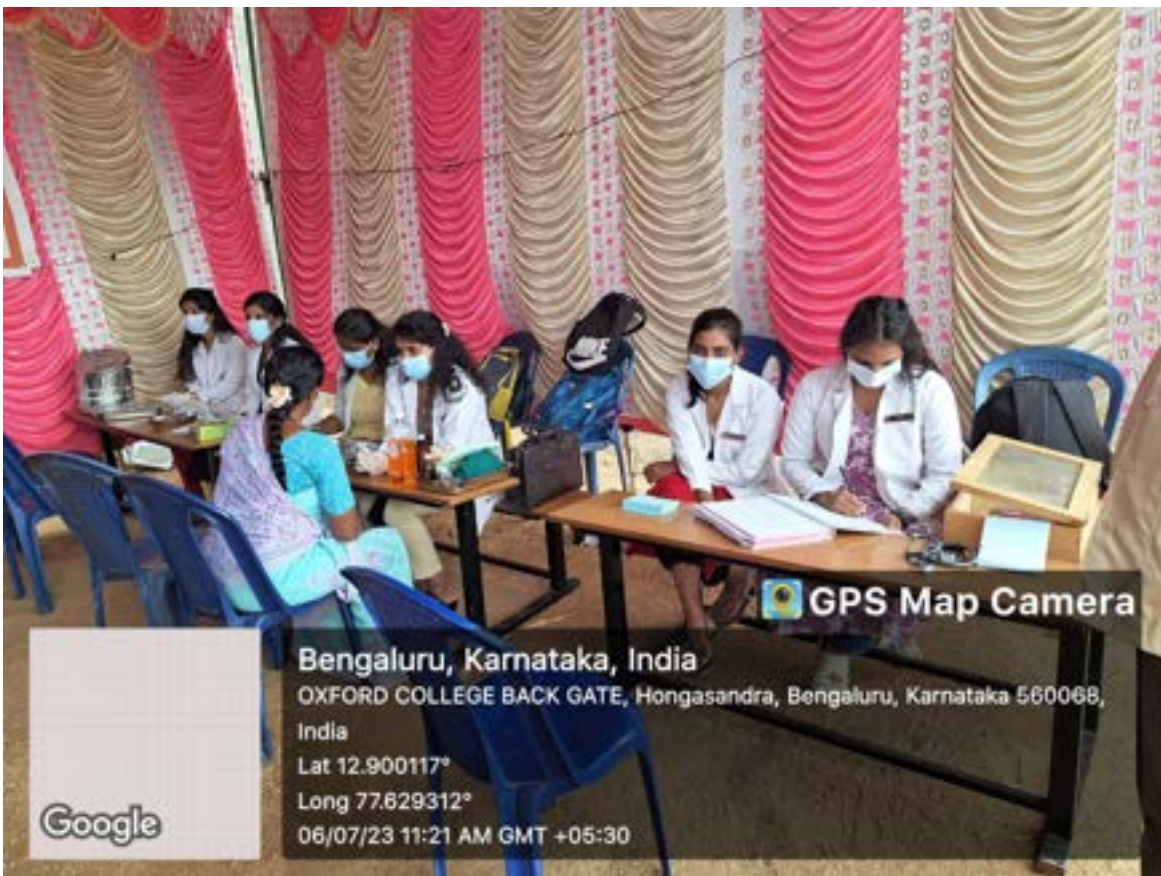 GPS Map Camera
Bengaluru, Karnataka, India
OXFORD COLLEGE BACK GATE, Hongasandra, Bengaluru, Karnataka 560068,
India
Lat 12.900117°
Long 77.629312°
06/07/23 11:21 AM GMT +05:30
Google